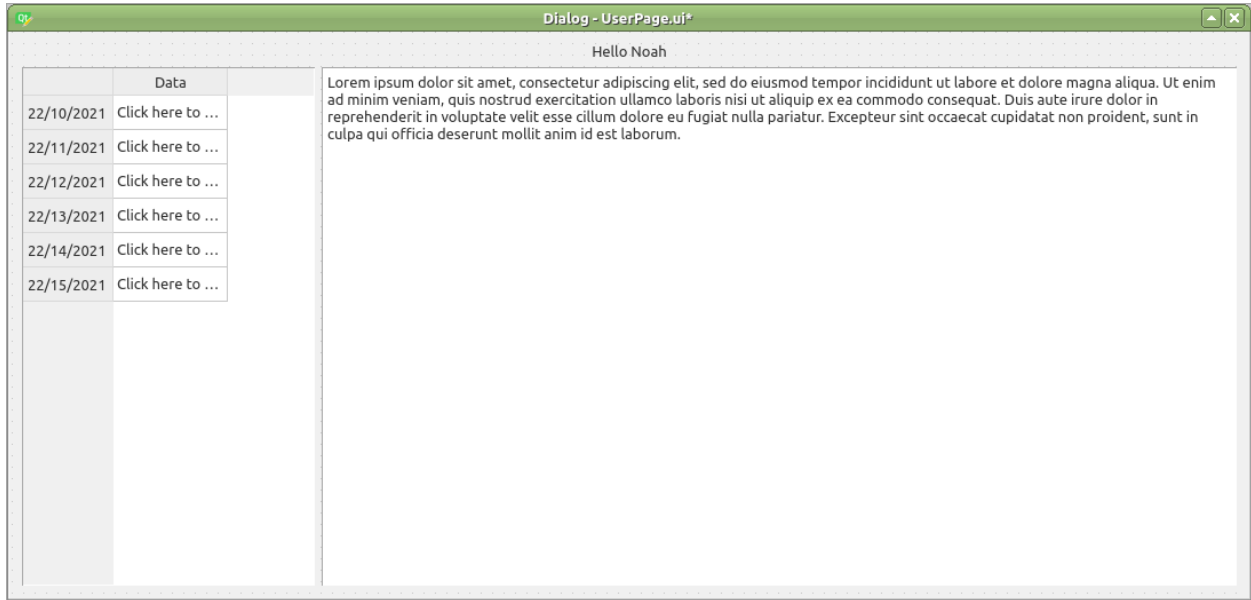 Dialog - UserPage.ui*
Hello Noah
Data
22/10/2021 Click here to ...
22/11/2021 Click here to ...
22/12/2021 Click here to ...
22/13/2021 Click here to ...
22/14/2021 Click here to ...
22/15/2021 Click here to ...
Lorem ipsum dolor sit amet, consectetur adipiscing elit, sed do eiusmod tempor incididunt ut labore et dolore magna aliqua. Ut enim
ad minim veniam, quis nostrud exercitation ullamco laboris nisi ut aliquip ex ea commodo consequat. Duis aute irure dolor in
reprehenderit in voluptate velit esse cillum dolore eu fugiat nulla pariatur. Excepteur sint occaecat cupidatat non proident, sunt in
culpa qui officia deserunt mollit anim id est laborum.